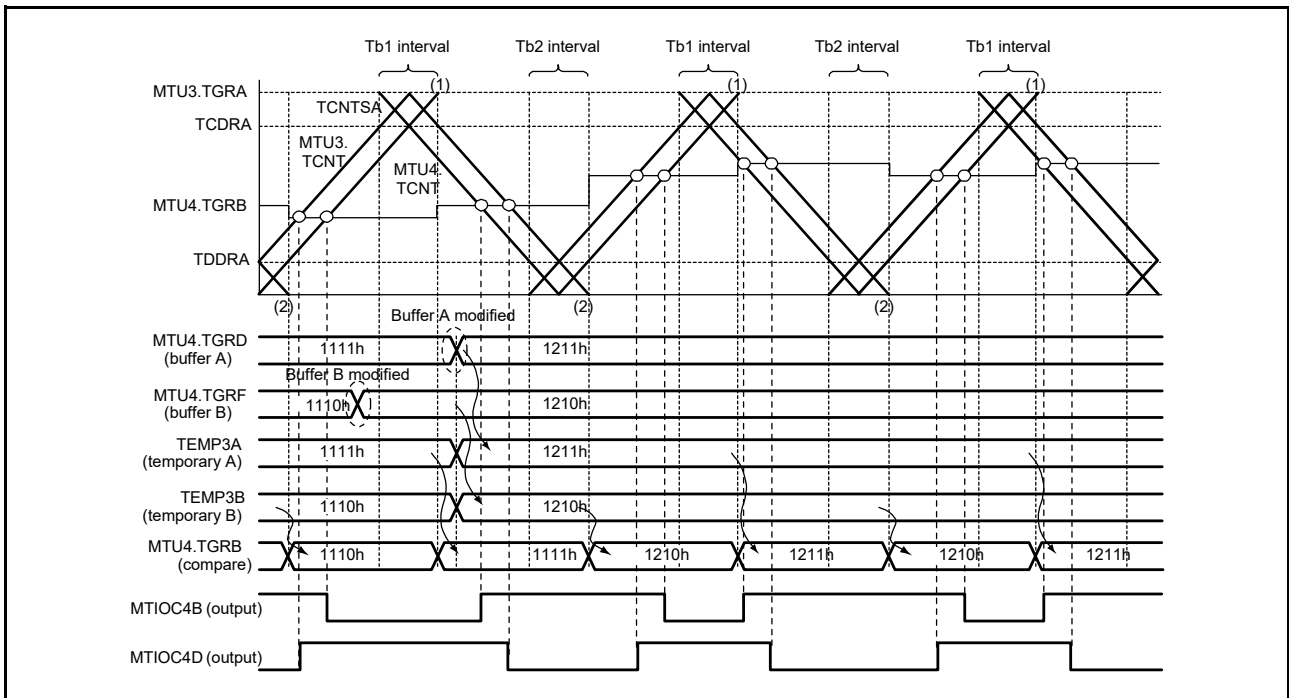 Tb1 interval Tb2 interval Tb1 interval Tb2 interval Tb1 interval
MTU3.TGRA
(1) (1) (1)
TCNTSA
TCDRA
MTU3.
TCNT
MTU4.
TCNT
MTU4.TGRB
TDDRA
(2) (2) (2)
Buffer A modified
MTU4.TGRD
(buffer A)
1111h 1211h
Buffer B modified
MTU4.TGRF
(buffer B)
1110h 1210h
TEMP3A
(temporary A)
1111h 1211h
TEMP3B
(temporary B)
1110h 1210h
MTU4.TGRB
(compare)
1110h 1111h 1210h 1211h 1210h 1211h
MTIOC4B (output)
MTIOC4D (output)